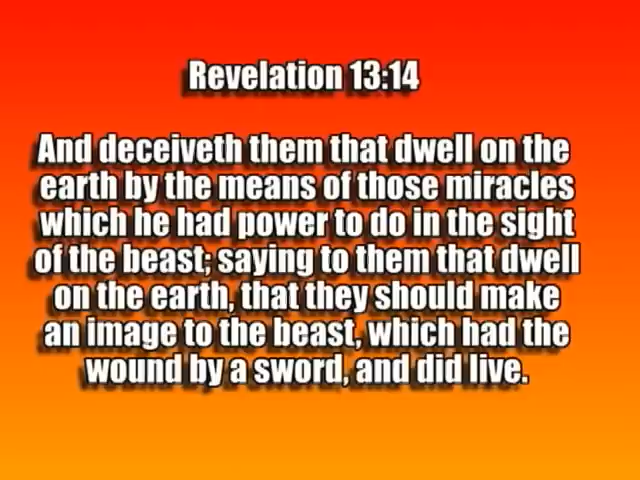 Revelation 13:14
And deceiveth them that dwell on the
earth by the means of those miracles
which he had power to do in the sight
of the beast; saying to them that dwell
on the earth, that they should make
an image to the beast, which had the
wound by a sword, and did live.